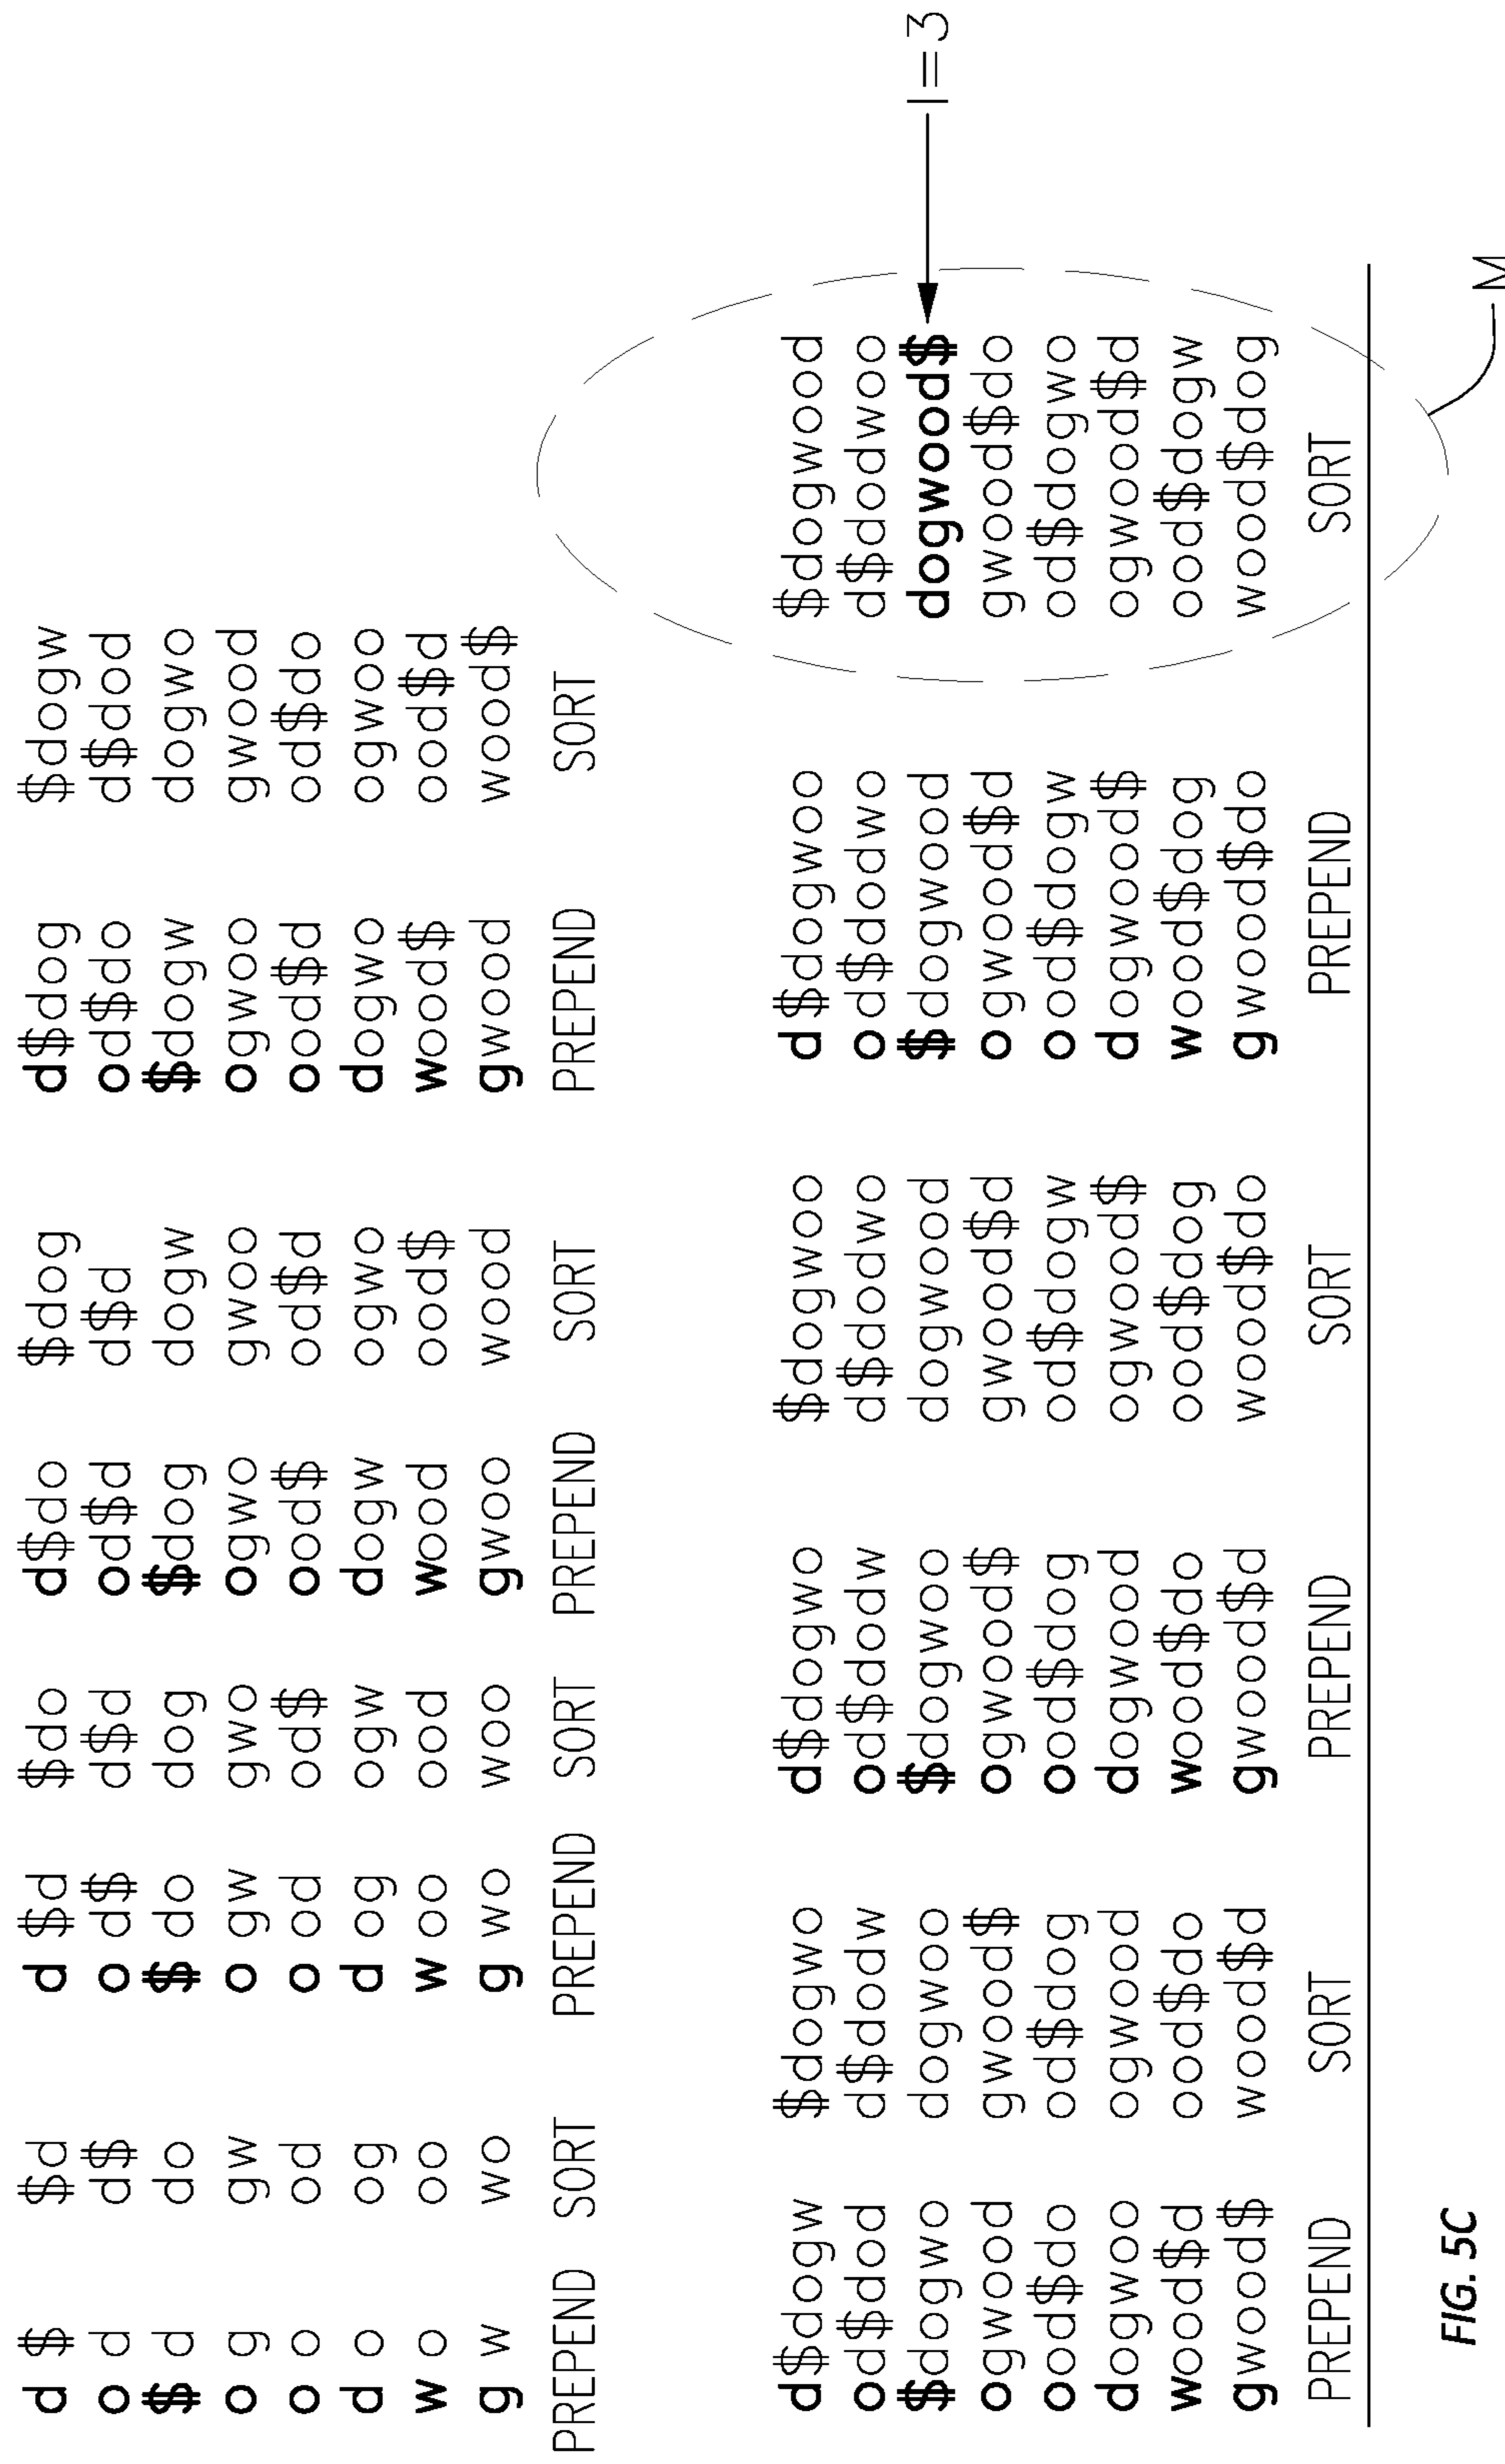 d $ $d d $d $do d$do $dog d$dog $dogw
o d d$ o d$ d$d od$d d$d od$do d$dod
$ d do $ do dog $dog dogw $dogw dogwo
o g gw o gw gwo ogwo gwoo ogwoo gwood
o o od o od od$ ood$ od$d ood$d od$do
d o og d og ogw dogw ogwo dogwo ogwoo
w o oo w oo ood wood ood$ wood$ ood$d
g w wo g wo woo gwoo wood gwood wood$
PREPEND SORT PREPEND SORT PREPEND SORT PREPEND SORT
d$dogw $dogwo d$dogwo $dogwoo d $dogwoo $dogwood
od$dod d$dodw od$dodw d$dodwo o d$dodwo d$dodwoo
$dogwo dogwoo $dogwoo dogwood $ dogwood dogwood$ I=3
ogwood gwood$ ogwood$ gwood$d o gwood$d gwood$do
ood$do od$dog ood$dog od$dogw o od$dogw od$dogwo
dogwoo ogwood dogwood ogwood$ d ogwood$ ogwood$d
wood$d ood$do wood$do ood$dog w ood$dog ood$dogw
gwood$ wood$d gwood$d wood$do g wood$do wood$dog
PREPEND SORT PREPEND SORT PREPEND SORT
M
FIG. 5C